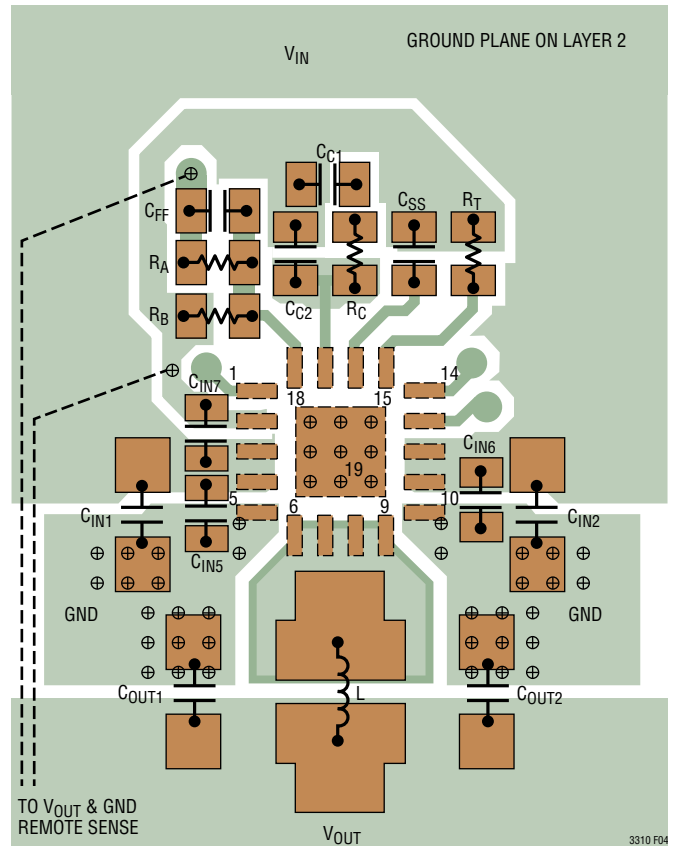 GROUND PLANE ON LAYER 2
VIN
CC1
CFF
CSS
RT
RA
CC2
RC
RB
1
CIN7
18
15
14
CIN6
19
5
6
9
10
CIN1
CIN5
CIN2
GND
GND
COUT1
L
COUT2
TO VOUT & GND
REMOTE SENSE
VOUT
3310 F04